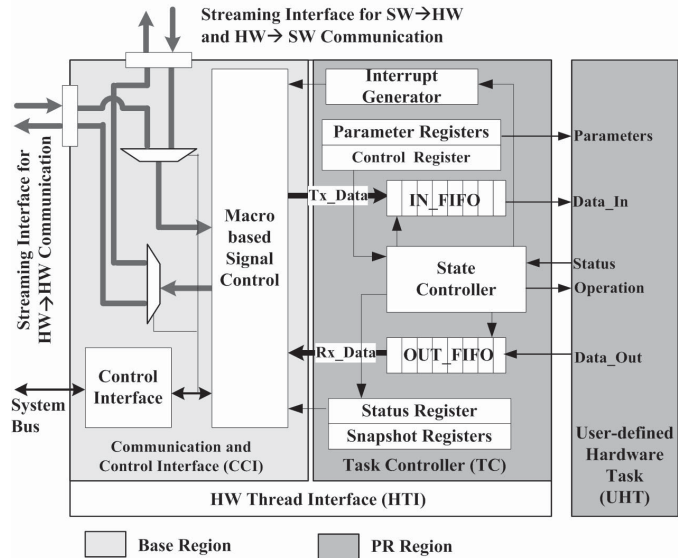 Streaming Interface for SW→HW
and HW→ SW Communication
Streaming Interface for
HW→HW Communication
Interrupt
Generator
Parameter Registers
Control Register
Parameters
Tx_Data
IN_FIFO
Data_In
Macro
based
Signal
Control
State
Controller
Status
Operation
Rx_Data
OUT_FIFO
Data_Out
Control
Interface
System
Bus
Status Register
Snapshot Registers
Communication and
Control Interface (CCI)
Task Controller (TC)
User-defined
Hardware
Task
(UHT)
HW Thread Interface (HTI)
Base Region
PR Region